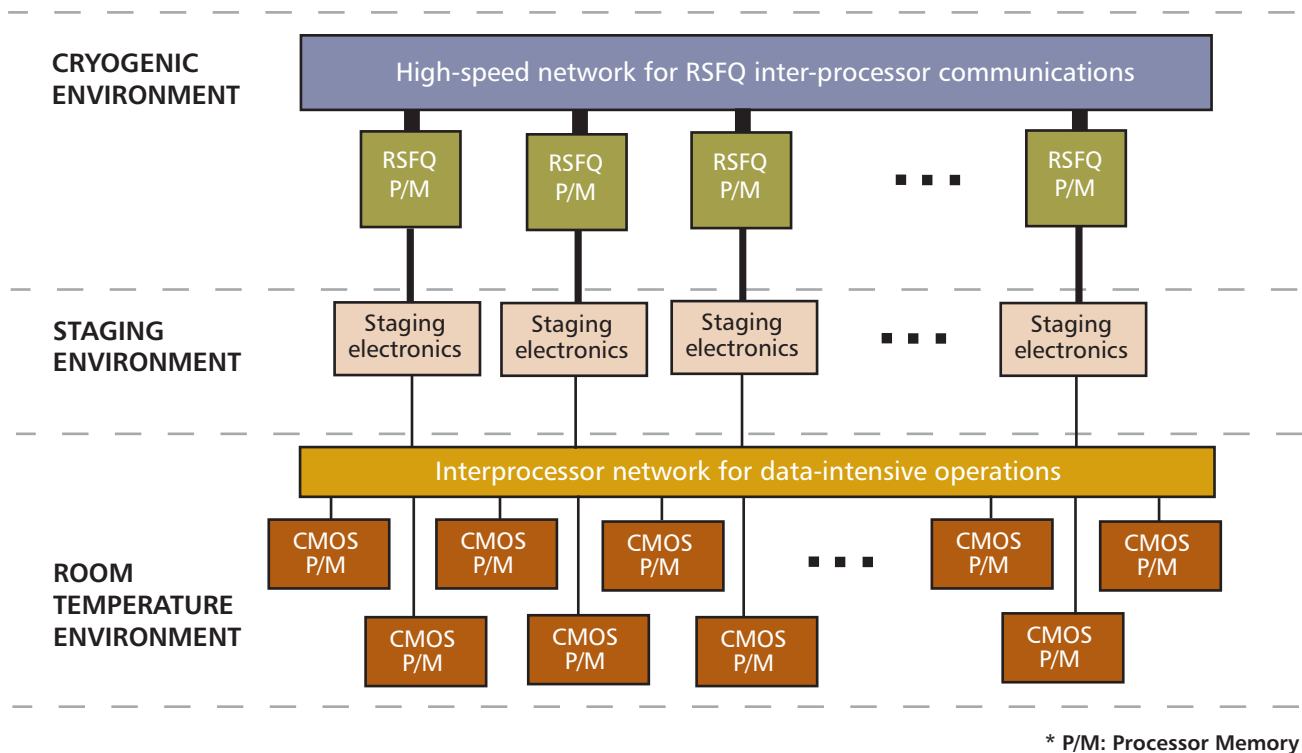 CRYOGENIC
ENVIRONMENT
High-speed network for RSFQ inter-processor communications
RSFQ
P/M
RSFQ
P/M
RSFQ
P/M
RSFQ
P/M
STAGING
ENVIRONMENT
Staging
electronics
Staging
electronics
Staging
electronics
Staging
electronics
Interprocessor network for data-intensive operations
ROOM
TEMPERATURE
ENVIRONMENT
CMOS
P/M
CMOS
P/M
CMOS
P/M
CMOS
P/M
CMOS
P/M
CMOS
P/M
CMOS
P/M
CMOS
P/M
CMOS
P/M
* P/M: Processor Memory